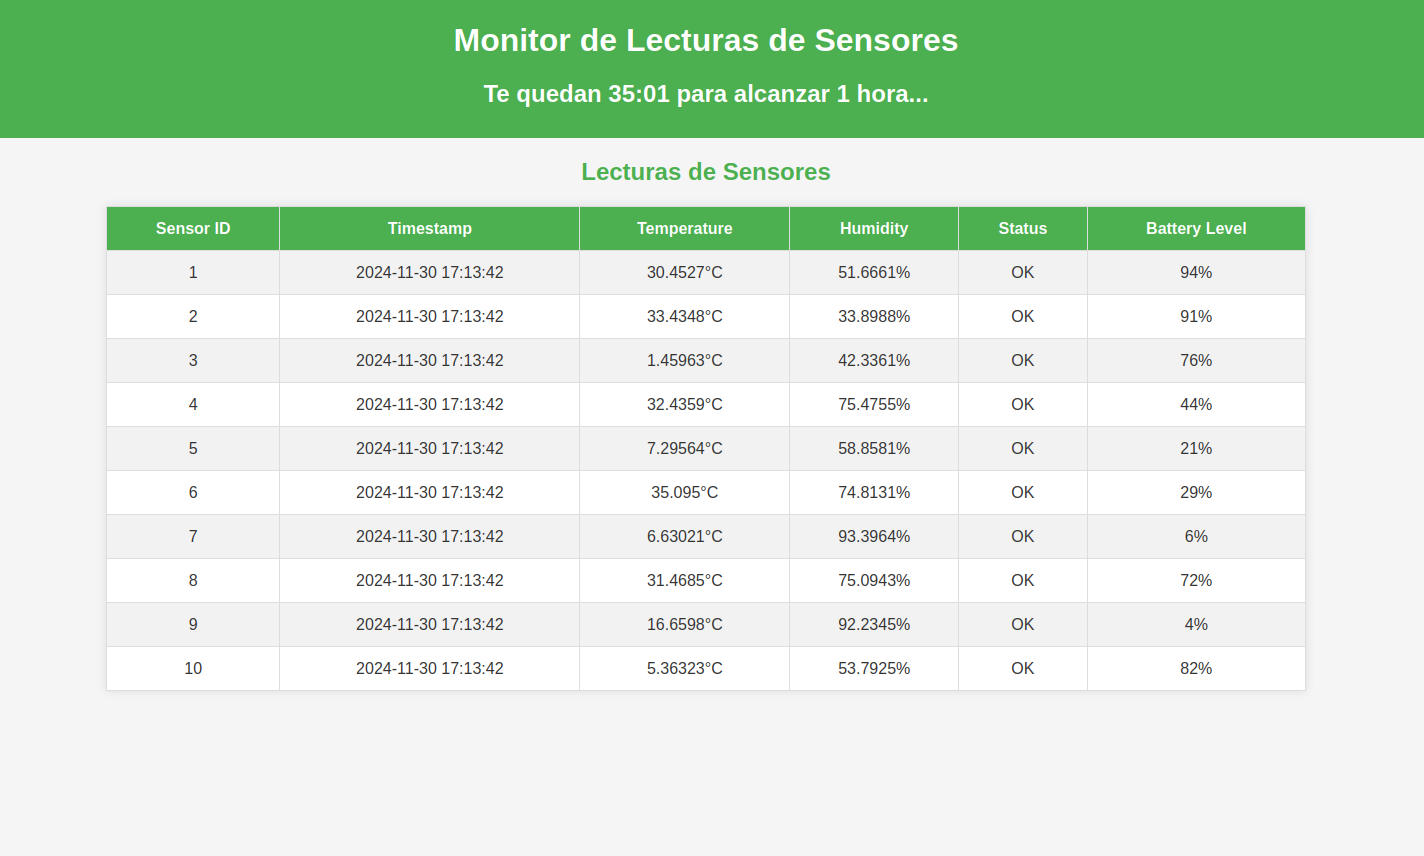 Monitor de Lecturas de Sensores
Te quedan 35:01 para alcanzar 1 hora...
Lecturas de Sensores
Sensor ID Timestamp Temperature Humidity Status Battery Level
1 2024-11-30 17:13:42 30.4527°C 51.6661% OK 94%
2 2024-11-30 17:13:42 33.4348°C 33.8988% OK 91%
3 2024-11-30 17:13:42 1.45963°C 42.3361% OK 76%
4 2024-11-30 17:13:42 32.4359°C 75.4755% OK 44%
5 2024-11-30 17:13:42 7.29564°C 58.8581% OK 21%
6 2024-11-30 17:13:42 35.095°C 74.8131% OK 29%
7 2024-11-30 17:13:42 6.63021°C 93.3964% OK 6%
8 2024-11-30 17:13:42 31.4685°C 75.0943% OK 72%
9 2024-11-30 17:13:42 16.6598°C 92.2345% OK 4%
10 2024-11-30 17:13:42 5.36323°C 53.7925% OK 82%